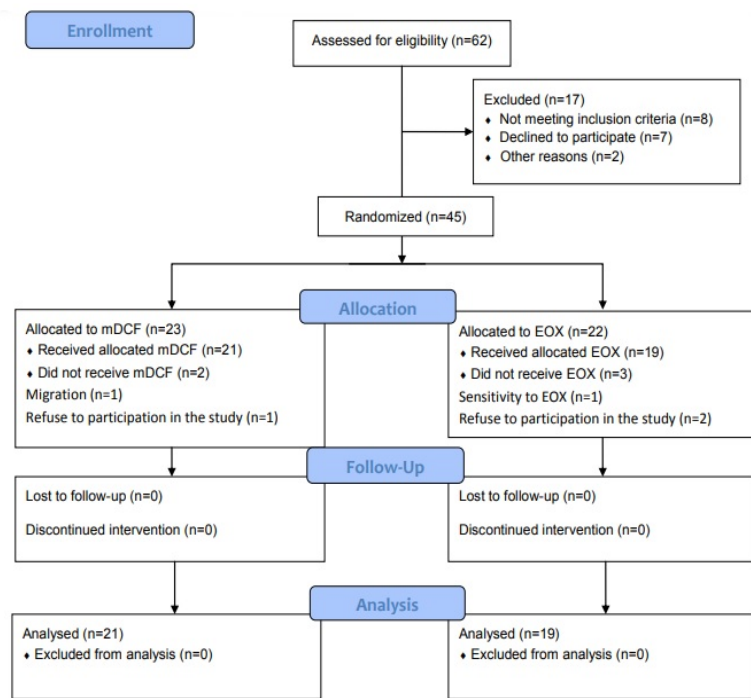 Enrollment
Assessed for eligibility (n=62)
Excluded (n=17)
♦ Not meeting inclusion criteria (n=8)
♦ Declined to participate (n=7)
♦ Other reasons (n=2)
Randomized (n=45)
Allocation
Allocated to mDCF (n=23)
♦ Received allocated mDCF (n=21)
♦ Did not receive mDCF (n=2)
Migration (n=1)
Refuse to participation in the study (n=1)
Allocated to EOX (n=22)
♦ Received allocated EOX (n=19)
♦ Did not receive EOX (n=3)
Sensitivity to EOX (n=1)
Refuse to participation in the study (n=2)
Follow-Up
Lost to follow-up (n=0)
Discontinued intervention (n=0)
Lost to follow-up (n=0)
Discontinued intervention (n=0)
Analysis
Analysed (n=21)
♦ Excluded from analysis (n=0)
Analysed (n=19)
♦ Excluded from analysis (n=0)